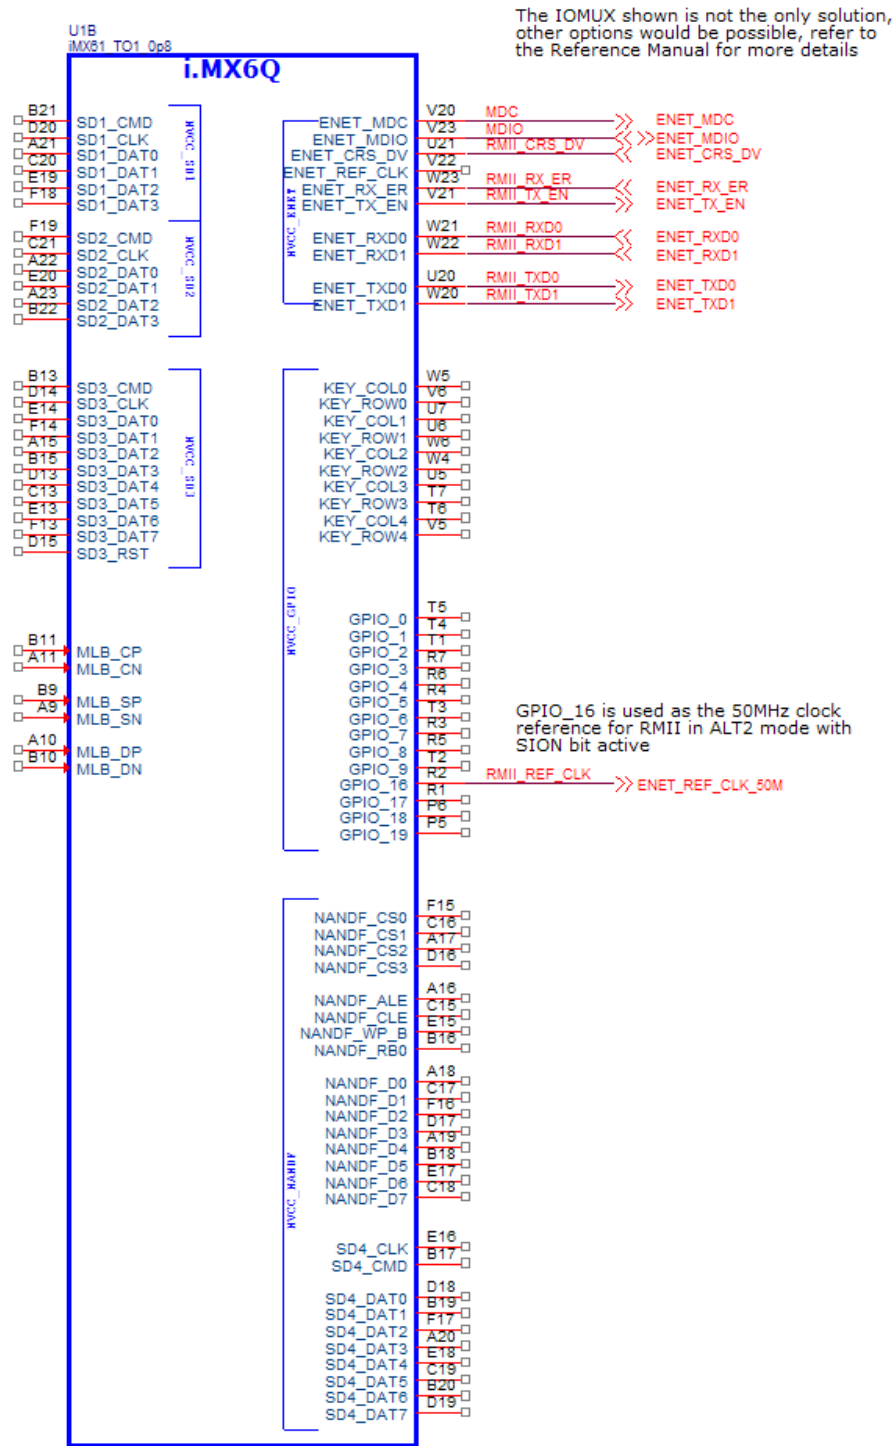 The IOMUX shown is not the only solution,
other options would be possible, refer to
the Reference Manual for more details
U1B
iMX61_TO1_0p8
i.MX6Q
B21 SD1_CMD
D20 SD1_CLK
A21 SD1_DAT0
C20 SD1_DAT1
E19 SD1_DAT2
F18 SD1_DAT3
NVCC_SD1
F19 SD2_CMD
C21 SD2_CLK
A22 SD2_DAT0
E20 SD2_DAT1
A23 SD2_DAT2
B22 SD2_DAT3
NVCC_SD2
B13 SD3_CMD
D14 SD3_CLK
E14 SD3_DAT0
F14 SD3_DAT1
A15 SD3_DAT2
B15 SD3_DAT3
D13 SD3_DAT4
C13 SD3_DAT5
E13 SD3_DAT6
F13 SD3_DAT7
D15 SD3_RST
NVCC_SD3
B11 MLB_CP
A11 MLB_CN
B9 MLB_SP
A9 MLB_SN
A10 MLB_DP
B10 MLB_DN
NVCC_ENET
ENET_MDC V20 MDC ENET_MDC
ENET_MDIO V23 MDIO ENET_MDIO
ENET_CRS_DV U21 RMII_CRS_DV ENET_CRS_DV
ENET_REF_CLK V22
ENET_RX_ER W23 RMII_RX_ER ENET_RX_ER
ENET_TX_EN V21 RMII_TX_EN ENET_TX_EN
ENET_RXD0 W21 RMII_RXD0 ENET_RXD0
ENET_RXD1 W22 RMII_RXD1 ENET_RXD1
ENET_TXD0 U20 RMII_TXD0 ENET_TXD0
ENET_TXD1 W20 RMII_TXD1 ENET_TXD1
NVCC_GPIO
KEY_COL0 W5
KEY_ROW0 V6
KEY_COL1 U7
KEY_ROW1 U6
KEY_COL2 W6
KEY_ROW2 W4
KEY_COL3 U5
KEY_ROW3 T7
KEY_COL4 T6
KEY_ROW4 V5
GPIO_0 T5
GPIO_1 T4
GPIO_2 T1
GPIO_3 R7
GPIO_4 R6
GPIO_5 R4
GPIO_6 T3
GPIO_7 R3
GPIO_8 R5
GPIO_9 T2
GPIO_16 R2 RMII_REF_CLK ENET_REF_CLK_50M
GPIO_17 R1
GPIO_18 P6
GPIO_19 P5
GPIO_16 is used as the 50MHz clock
reference for RMII in ALT2 mode with
SION bit active
NVCC_NANDF
NANDF_CS0 F15
NANDF_CS1 C16
NANDF_CS2 A17
NANDF_CS3 D16
NANDF_ALE A16
NANDF_CLE C15
NANDF_WP_B E15
NANDF_RB0 B16
NANDF_D0 A18
NANDF_D1 C17
NANDF_D2 F16
NANDF_D3 D17
NANDF_D4 A19
NANDF_D5 B18
NANDF_D6 E17
NANDF_D7 C18
SD4_CLK E16
SD4_CMD B17
SD4_DAT0 D18
SD4_DAT1 B19
SD4_DAT2 F17
SD4_DAT3 A20
SD4_DAT4 E18
SD4_DAT5 C19
SD4_DAT6 B20
SD4_DAT7 D19